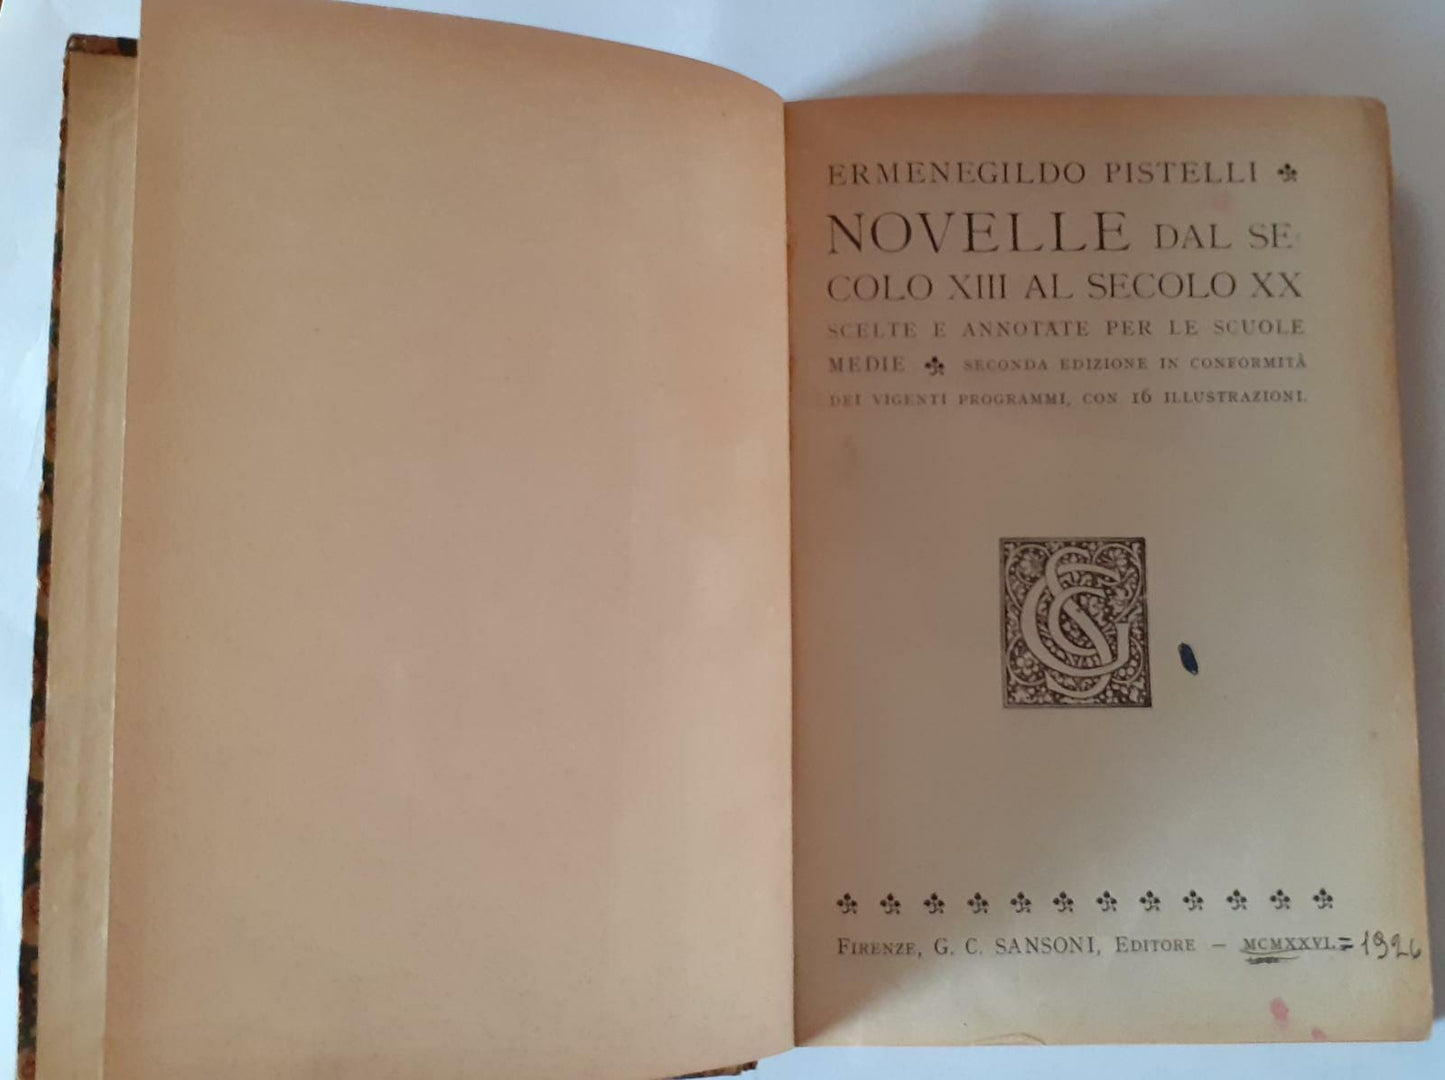 ERMENEGILDO PISTELLI
NOVELLE DAL SE-
COLO XIII AL SECOLO XX
SCELTE E ANNOTATE PER LE SCUOLE
MEDIE SECONDA EDIZIONE IN CONFORMITÀ
DEI VIGENTI PROGRAMMI, CON 16 ILLUSTRAZIONI.
GCS
FIRENZE, G. C. SANSONI, EDITORE – MCMXXVI. = 1926